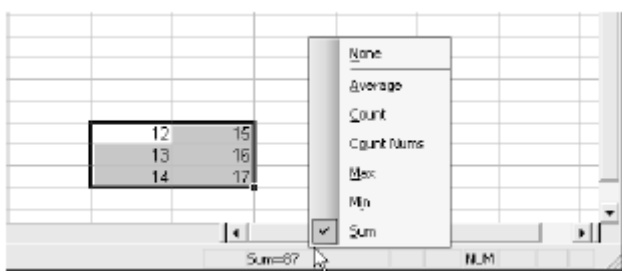 None
Average
Count
Count Nums
12 15
13 16
14 17
Max
Min
Sum
Sum=87
NUM